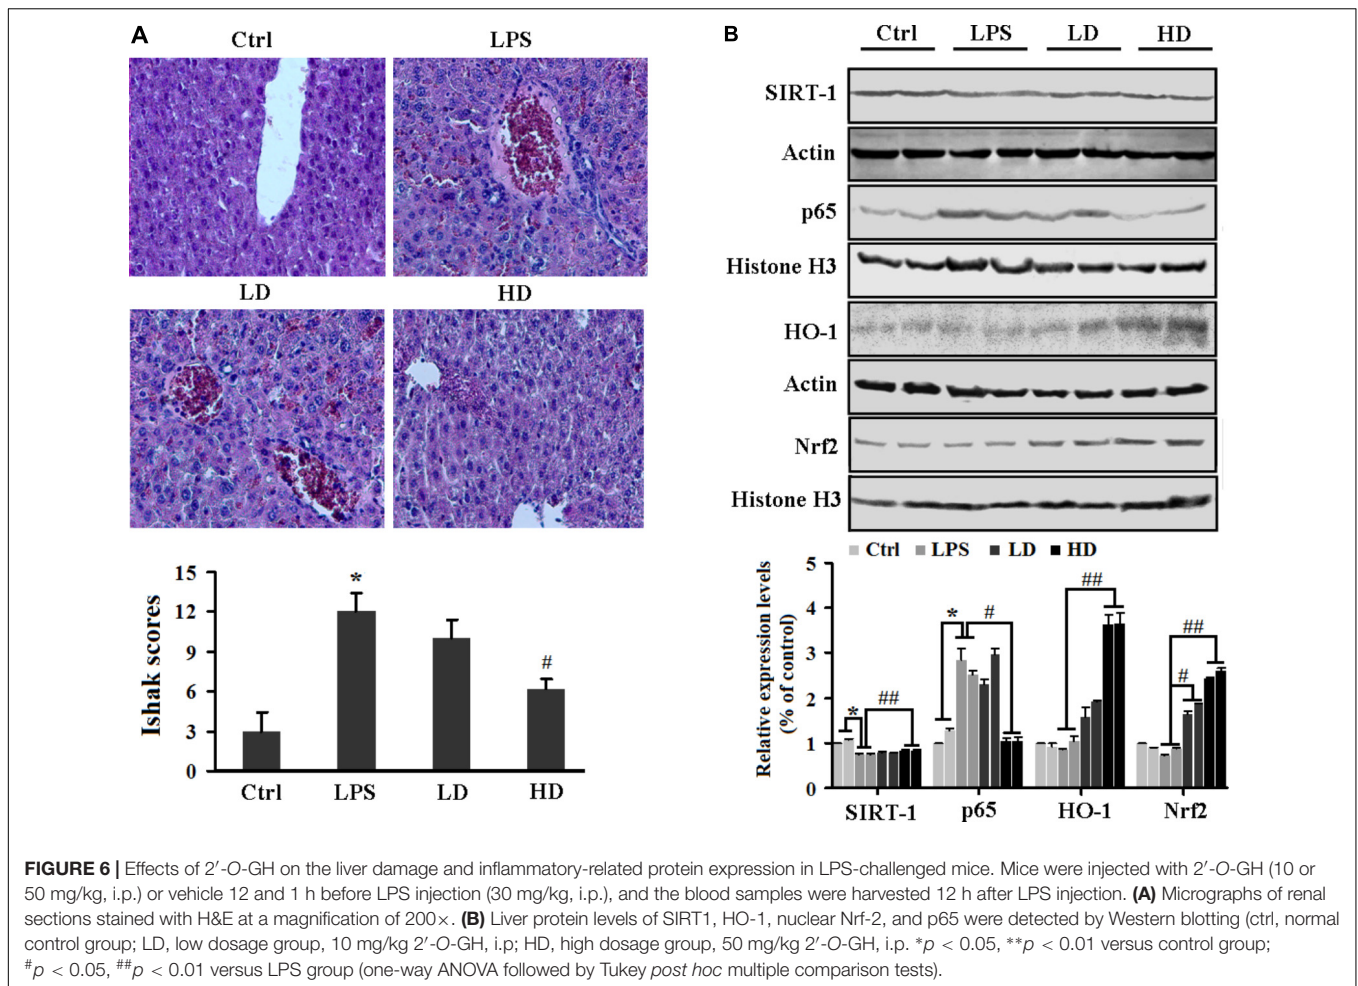 A
Ctrl
LPS
LD
HD
15
12
9
6
3
0
Ishak scores
*
#
Ctrl
LPS
LD
HD
B
Ctrl
LPS
LD
HD
SIRT-1
Actin
p65
Histone H3
HO-1
Actin
Nrf2
Histone H3
Ctrl
LPS
LD
HD
5
4
3
2
1
0
Relative expression levels
(% of control)
*
##
*
#
##
#
##
SIRT-1
p65
HO-1
Nrf2
FIGURE 6 | Effects of 2′-O-GH on the liver damage and inflammatory-related protein expression in LPS-challenged mice. Mice were injected with 2′-O-GH (10 or
50 mg/kg, i.p.) or vehicle 12 and 1 h before LPS injection (30 mg/kg, i.p.), and the blood samples were harvested 12 h after LPS injection. (A) Micrographs of renal
sections stained with H&E at a magnification of 200×. (B) Liver protein levels of SIRT1, HO-1, nuclear Nrf-2, and p65 were detected by Western blotting (ctrl, normal
control group; LD, low dosage group, 10 mg/kg 2′-O-GH, i.p; HD, high dosage group, 50 mg/kg 2′-O-GH, i.p. *p < 0.05, **p < 0.01 versus control group;
#p < 0.05, ##p < 0.01 versus LPS group (one-way ANOVA followed by Tukey post hoc multiple comparison tests).